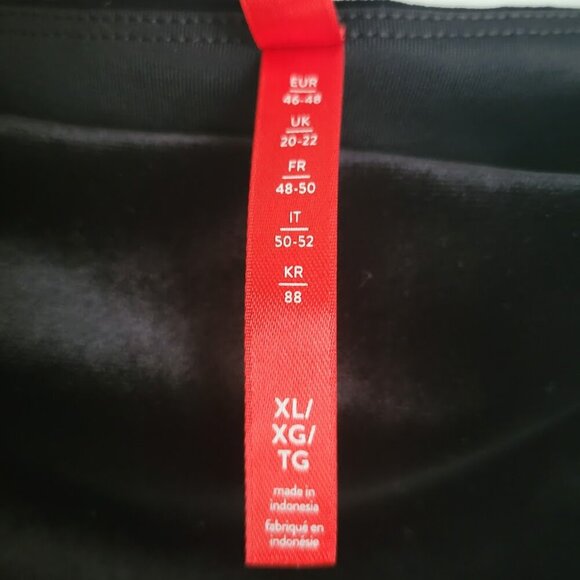 EUR
46-48
UK
20-22
FR
48-50
IT
50-52
KR
88
XL/
XG/
TG
made in
indonesia
fabriqué en
indonésie